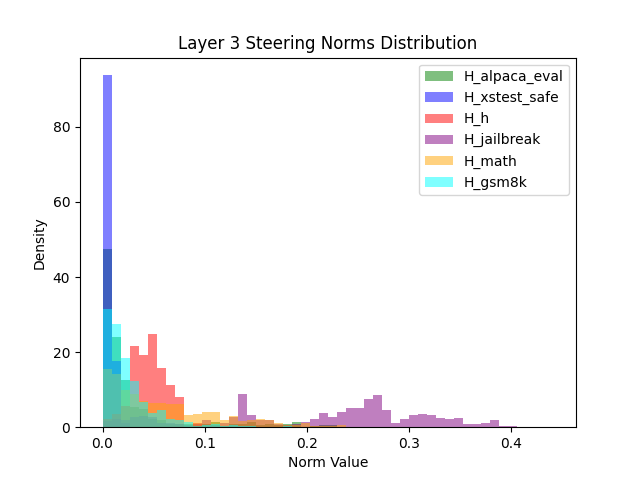 Layer 3 Steering Norms Distribution
H_alpaca_eval
H_xstest_safe
H_h
H_jailbreak
H_math
H_gsm8k
80
60
40
20
0
Density
0.0 0.1 0.2 0.3 0.4
Norm Value